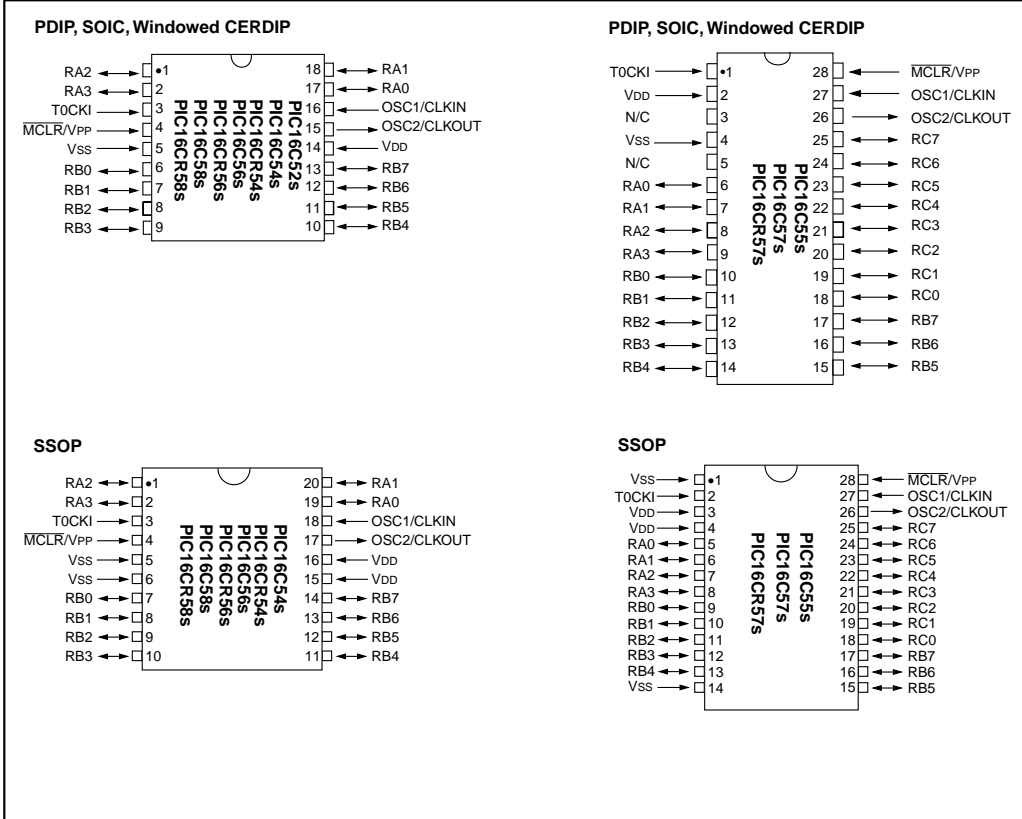 PDIP, SOIC, Windowed CERDIP
RA2 •1 18 RA1
RA3 2 17 RA0
T0CKI 3 16 OSC1/CLKIN
MCLR/VPP 4 15 OSC2/CLKOUT
VSS 5 14 VDD
RB0 6 13 RB7
RB1 7 12 RB6
RB2 8 11 RB5
RB3 9 10 RB4
PIC16C52s
PIC16C54s
PIC16CR54s
PIC16C56s
PIC16CR56s
PIC16C58s
PIC16CR58s
PDIP, SOIC, Windowed CERDIP
T0CKI •1 28 MCLR/VPP
VDD 2 27 OSC1/CLKIN
N/C 3 26 OSC2/CLKOUT
VSS 4 25 RC7
N/C 5 24 RC6
RA0 6 23 RC5
RA1 7 22 RC4
RA2 8 21 RC3
RA3 9 20 RC2
RB0 10 19 RC1
RB1 11 18 RC0
RB2 12 17 RB7
RB3 13 16 RB6
RB4 14 15 RB5
PIC16C55s
PIC16C57s
PIC16CR57s
SSOP
RA2 •1 20 RA1
RA3 2 19 RA0
T0CKI 3 18 OSC1/CLKIN
MCLR/VPP 4 17 OSC2/CLKOUT
VSS 5 16 VDD
VSS 6 15 VDD
RB0 7 14 RB7
RB1 8 13 RB6
RB2 9 12 RB5
RB3 10 11 RB4
PIC16C54s
PIC16CR54s
PIC16C56s
PIC16CR56s
PIC16C58s
PIC16CR58s
SSOP
VSS •1 28 MCLR/VPP
T0CKI 2 27 OSC1/CLKIN
VDD 3 26 OSC2/CLKOUT
VDD 4 25 RC7
RA0 5 24 RC6
RA1 6 23 RC5
RA2 7 22 RC4
RA3 8 21 RC3
RB0 9 20 RC2
RB1 10 19 RC1
RB2 11 18 RC0
RB3 12 17 RB7
RB4 13 16 RB6
VSS 14 15 RB5
PIC16C55s
PIC16C57s
PIC16CR57s